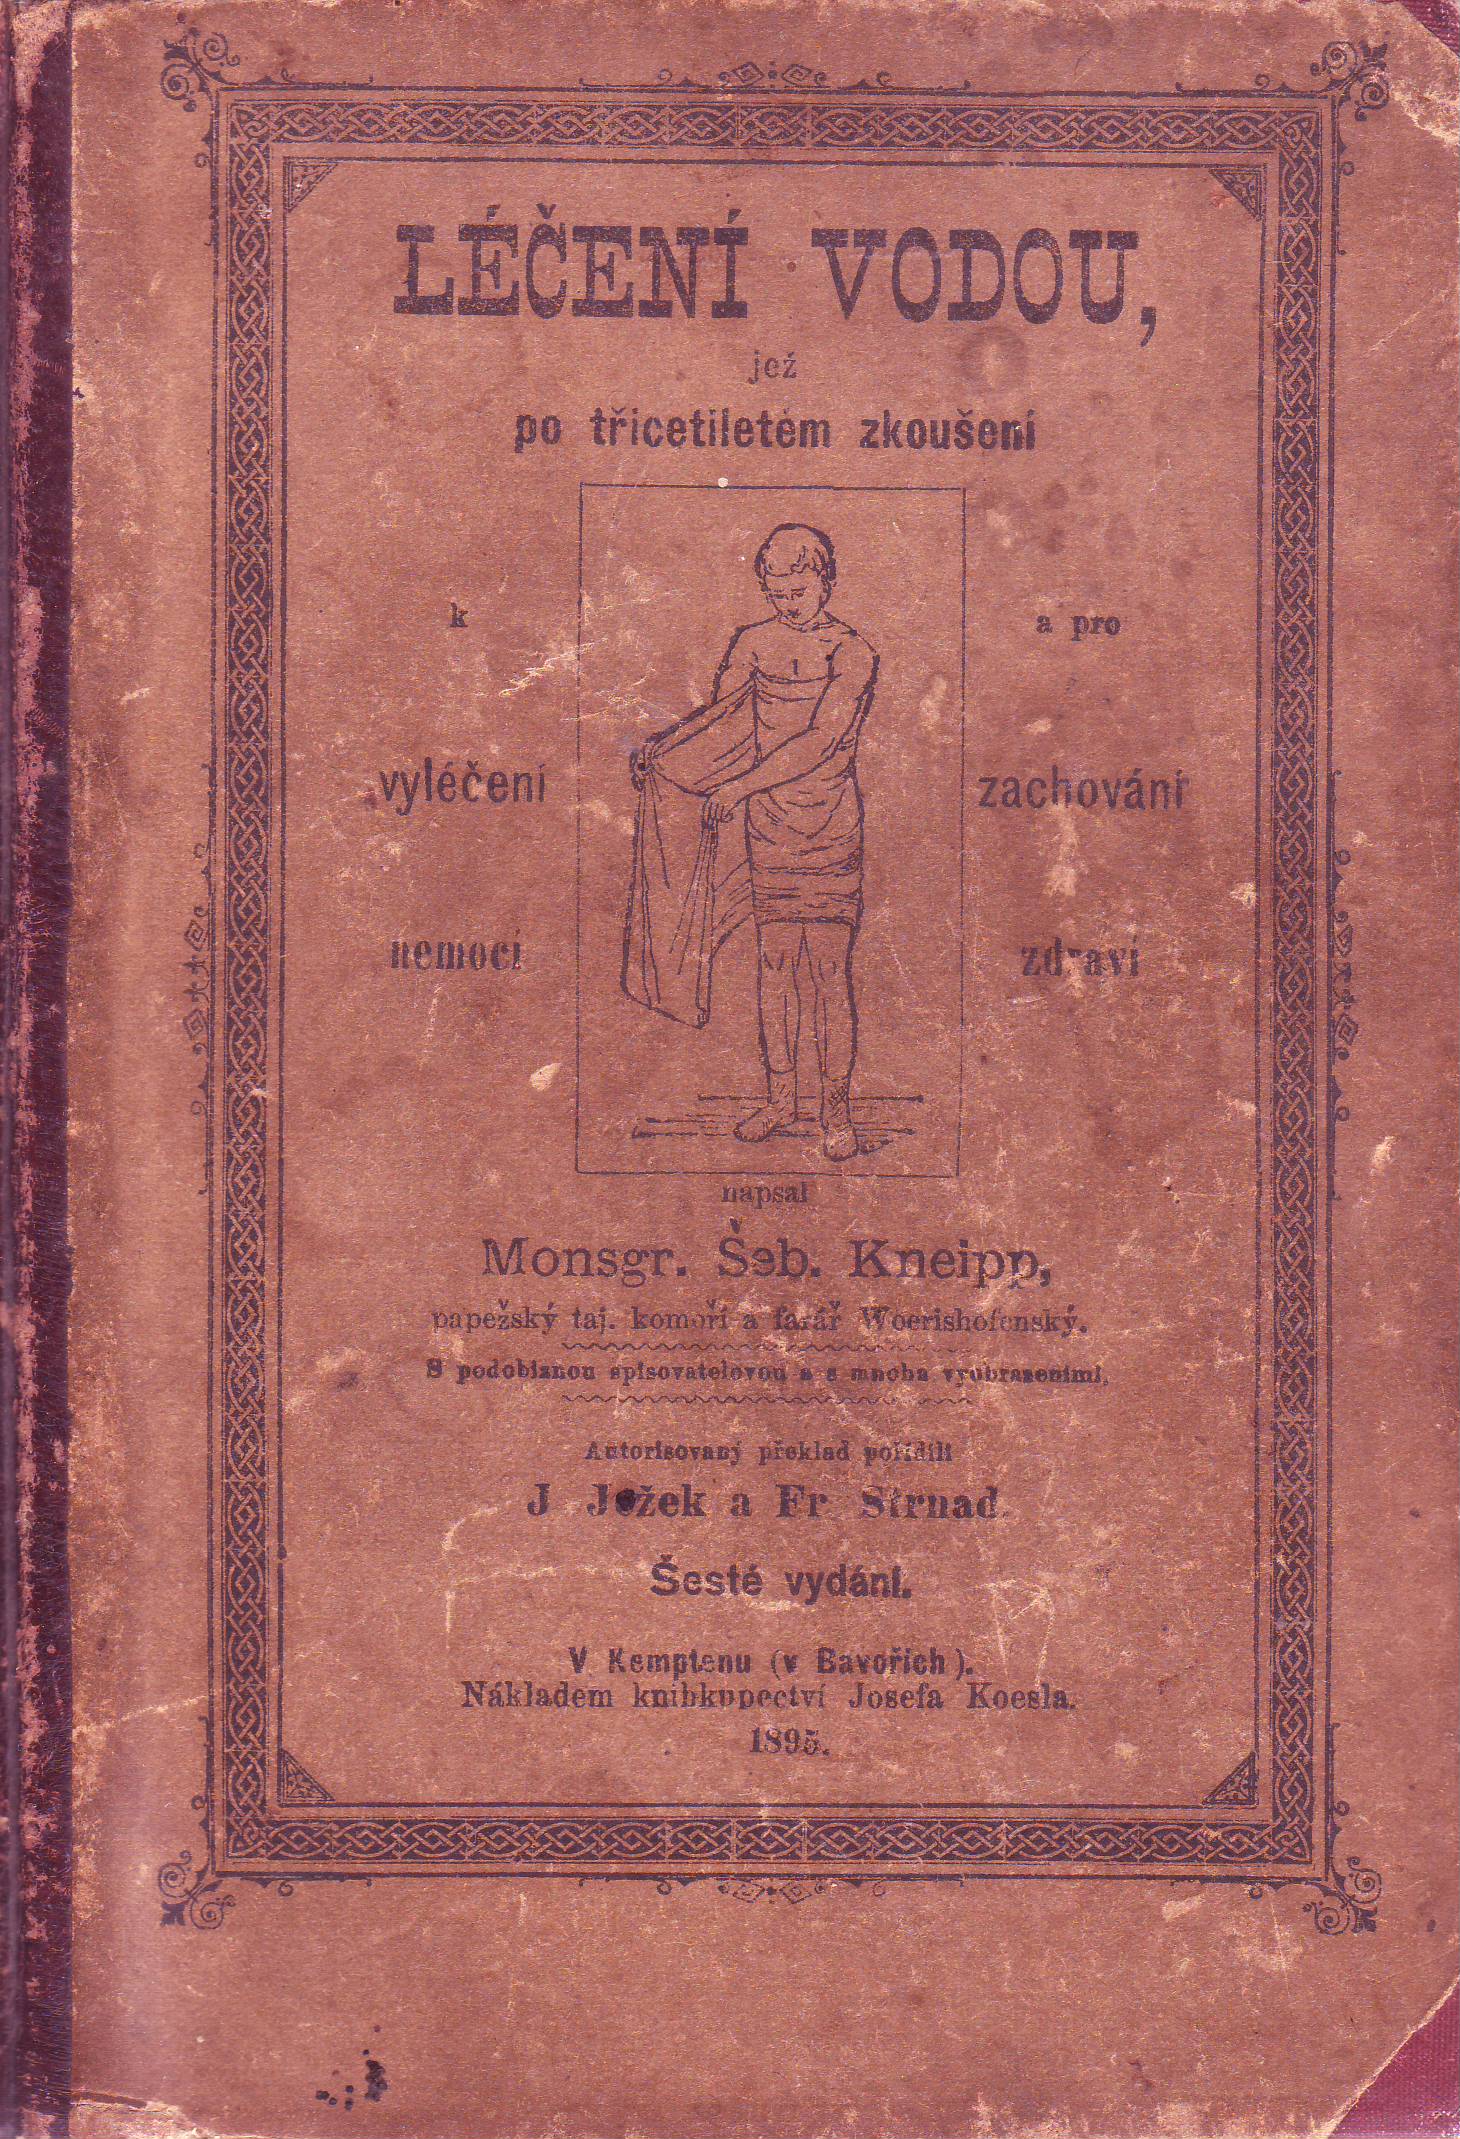 LÉČENÍ VODOU,
jež
po třicetiletém zkoušení
k
vyléčení
nemocí
a pro
zachování
zdraví
napsal
Monsgr. Šeb. Kneipp,
papežský taj. komoří a farář Woerishofenský.
S podobiznou spisovatelovou a s mnoha vyobrazeními.
Autorisovaný překlad pořídili
J Ježek a Fr Strnad.
Šesté vydání.
V Kemptenu (v Bavořích).
Nákladem knihkupectví Josefa Koesla.
1895.